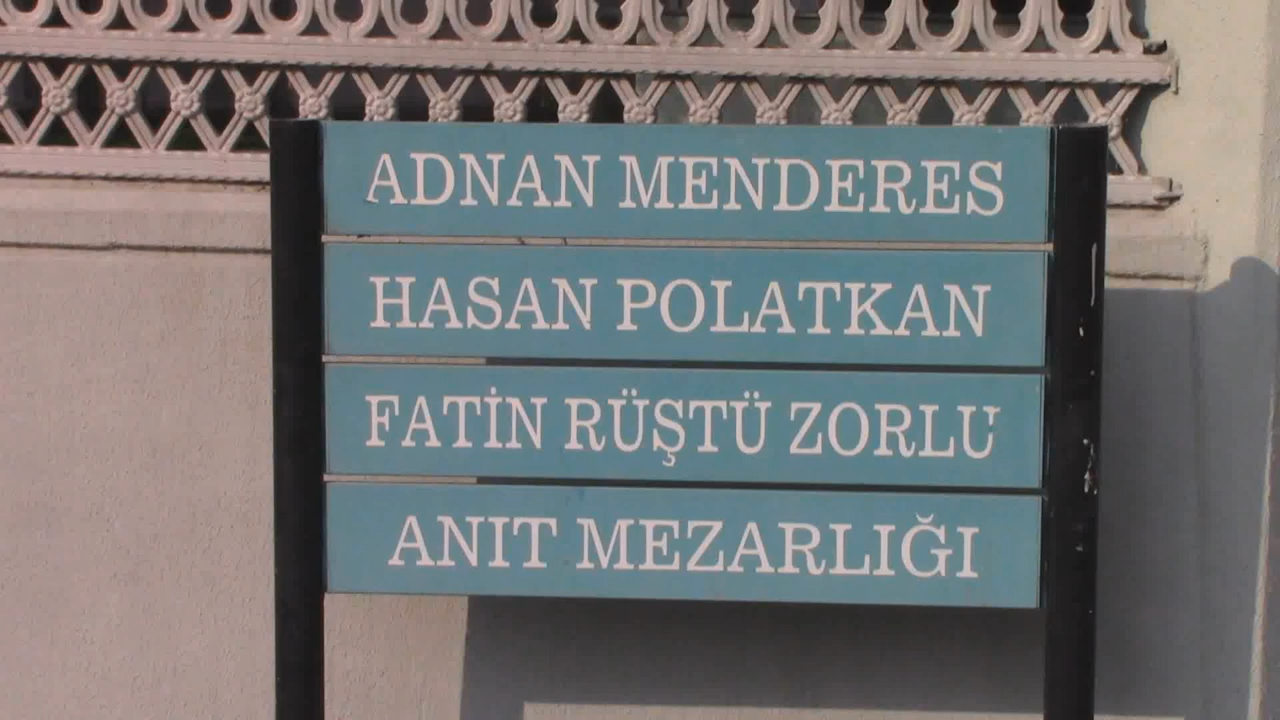 ADNAN MENDERES
HASAN POLATKAN
FATİN RÜŞTÜ ZORLU
ANIT MEZARLIĞI